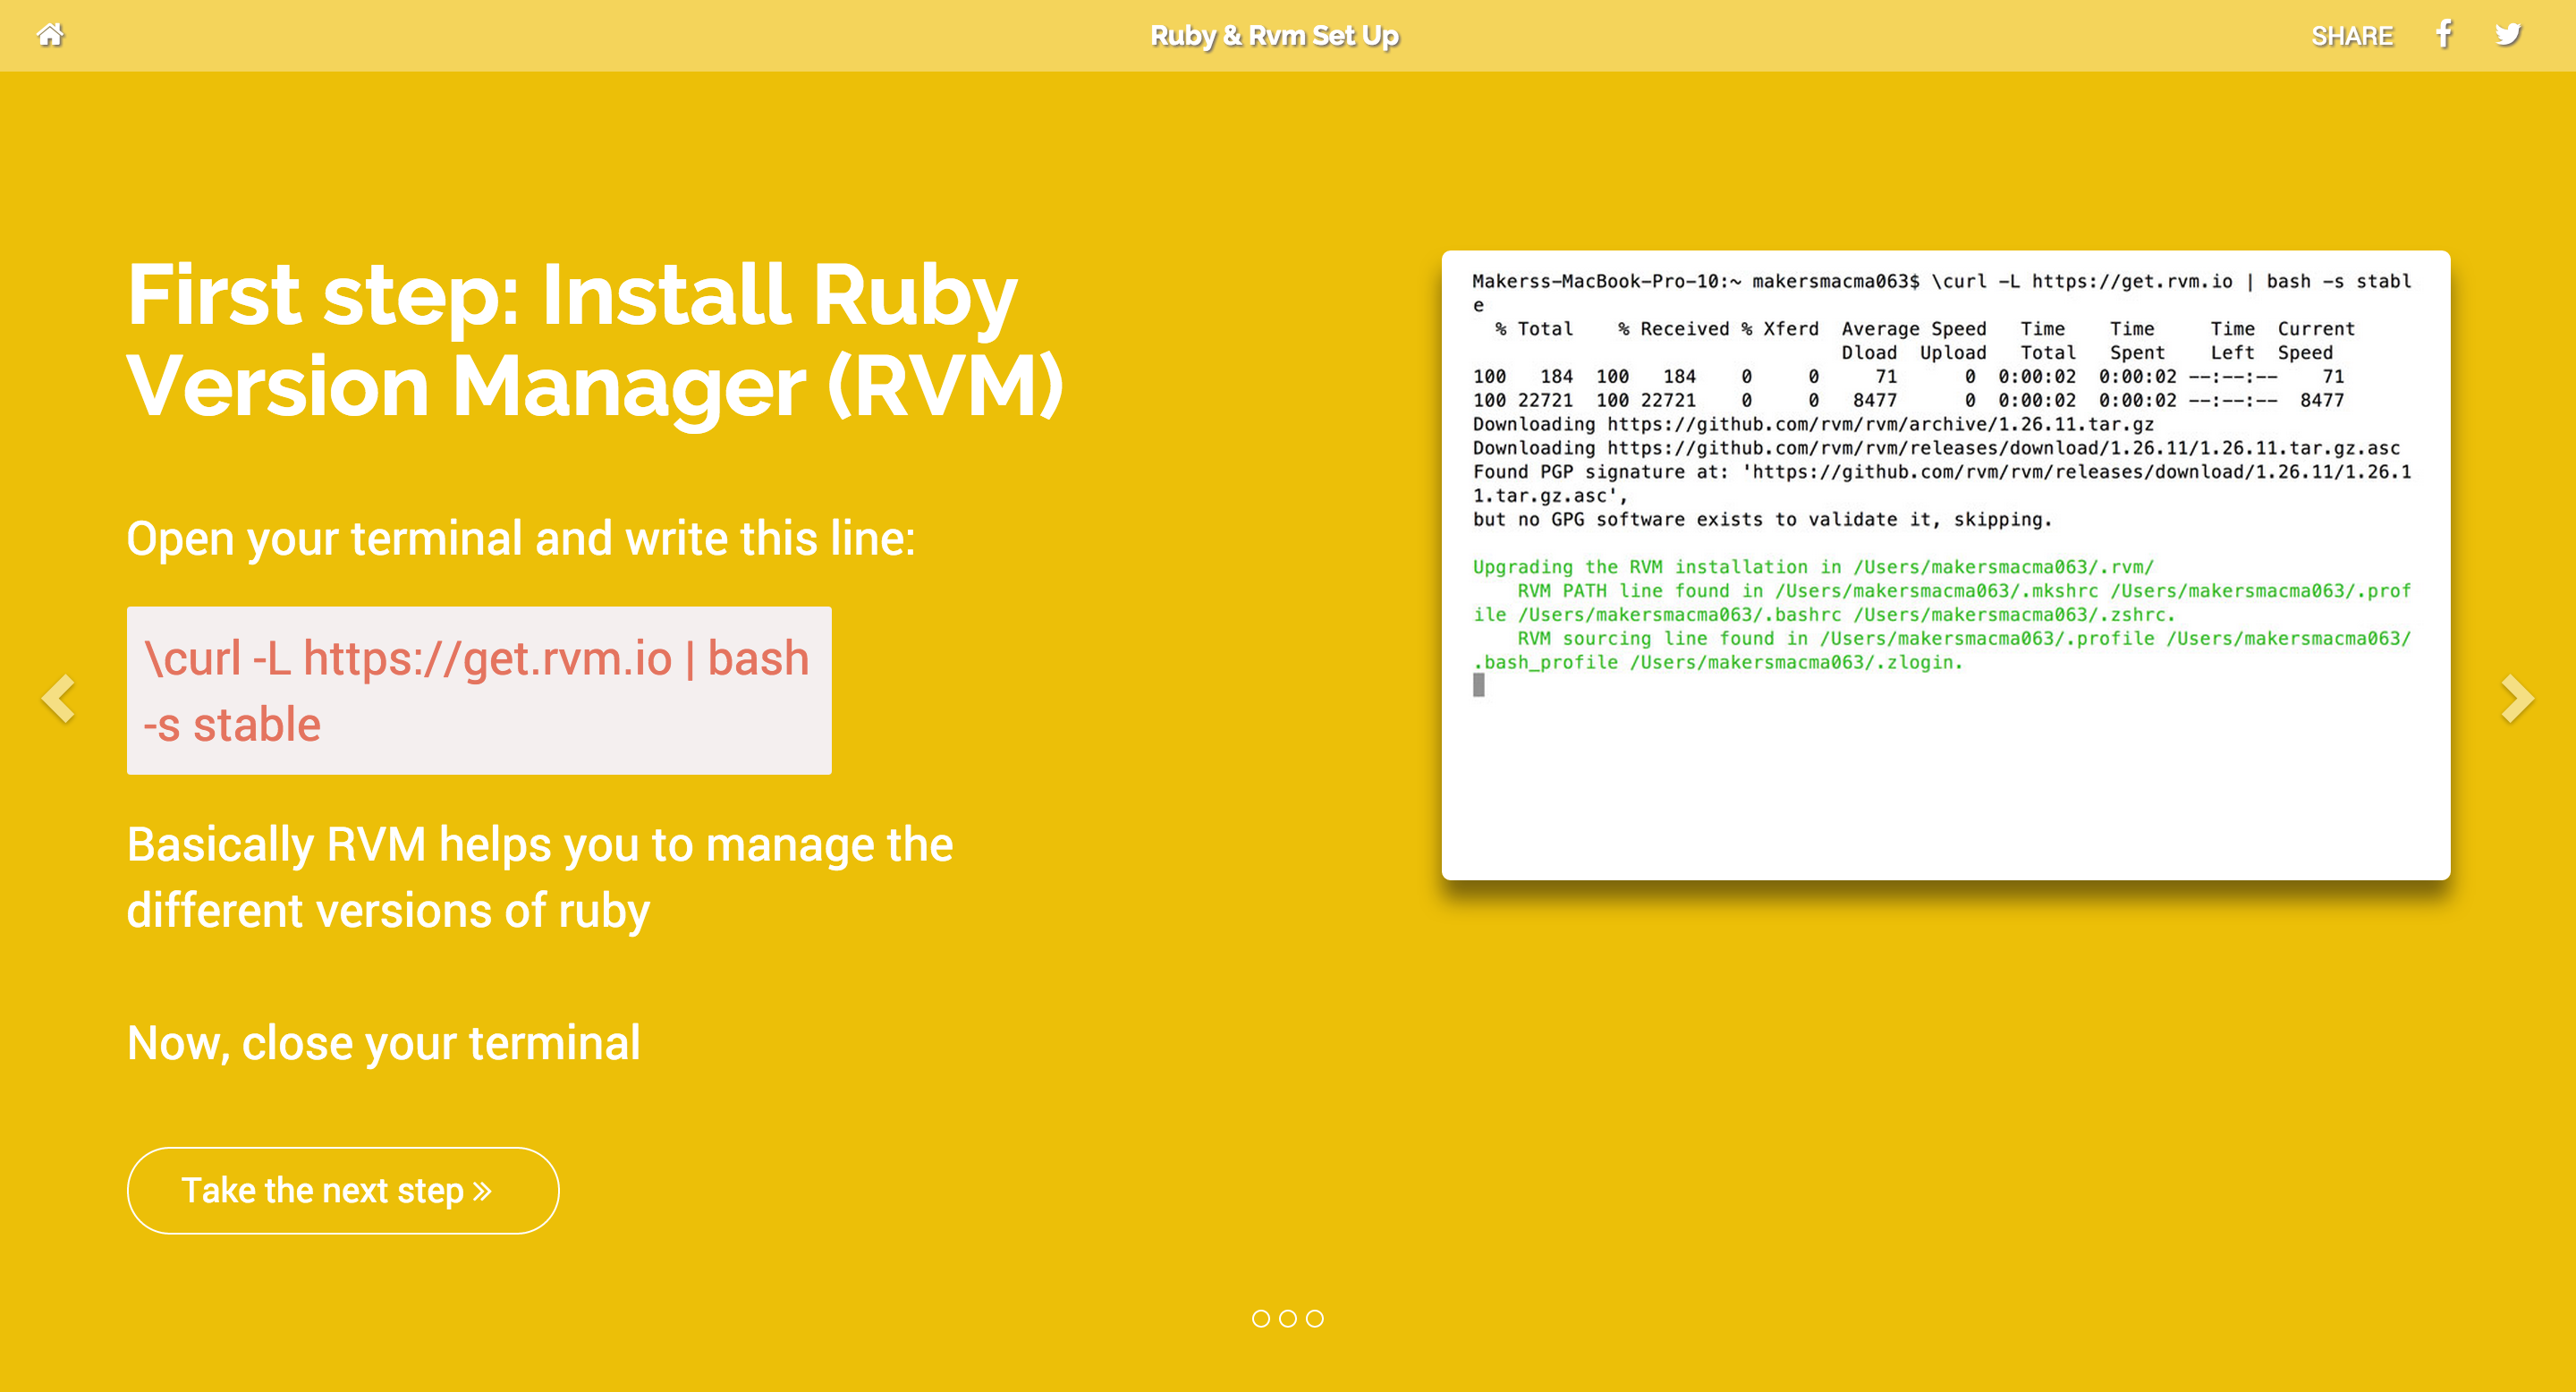 Ruby & Rvm Set Up
SHARE
First step: Install Ruby
Version Manager (RVM)
Open your terminal and write this line:
\curl -L https://get.rvm.io | bash
-s stable
Basically RVM helps you to manage the
different versions of ruby
Now, close your terminal
Take the next step »
Makerss-MacBook-Pro-10:~ makersmacma063$ \curl -L https://get.rvm.io | bash -s stabl
e
  % Total    % Received % Xferd  Average Speed   Time    Time     Time  Current
                                 Dload  Upload   Total   Spent    Left  Speed
100   184  100   184    0     0     71      0  0:00:02  0:00:02 --:--:--    71
100 22721  100 22721    0     0   8477      0  0:00:02  0:00:02 --:--:--  8477
Downloading https://github.com/rvm/rvm/archive/1.26.11.tar.gz
Downloading https://github.com/rvm/rvm/releases/download/1.26.11/1.26.11.tar.gz.asc
Found PGP signature at: 'https://github.com/rvm/rvm/releases/download/1.26.11/1.26.1
1.tar.gz.asc',
but no GPG software exists to validate it, skipping.
Upgrading the RVM installation in /Users/makersmacma063/.rvm/
    RVM PATH line found in /Users/makersmacma063/.mkshrc /Users/makersmacma063/.prof
ile /Users/makersmacma063/.bashrc /Users/makersmacma063/.zshrc.
    RVM sourcing line found in /Users/makersmacma063/.profile /Users/makersmacma063/
.bash_profile /Users/makersmacma063/.zlogin.